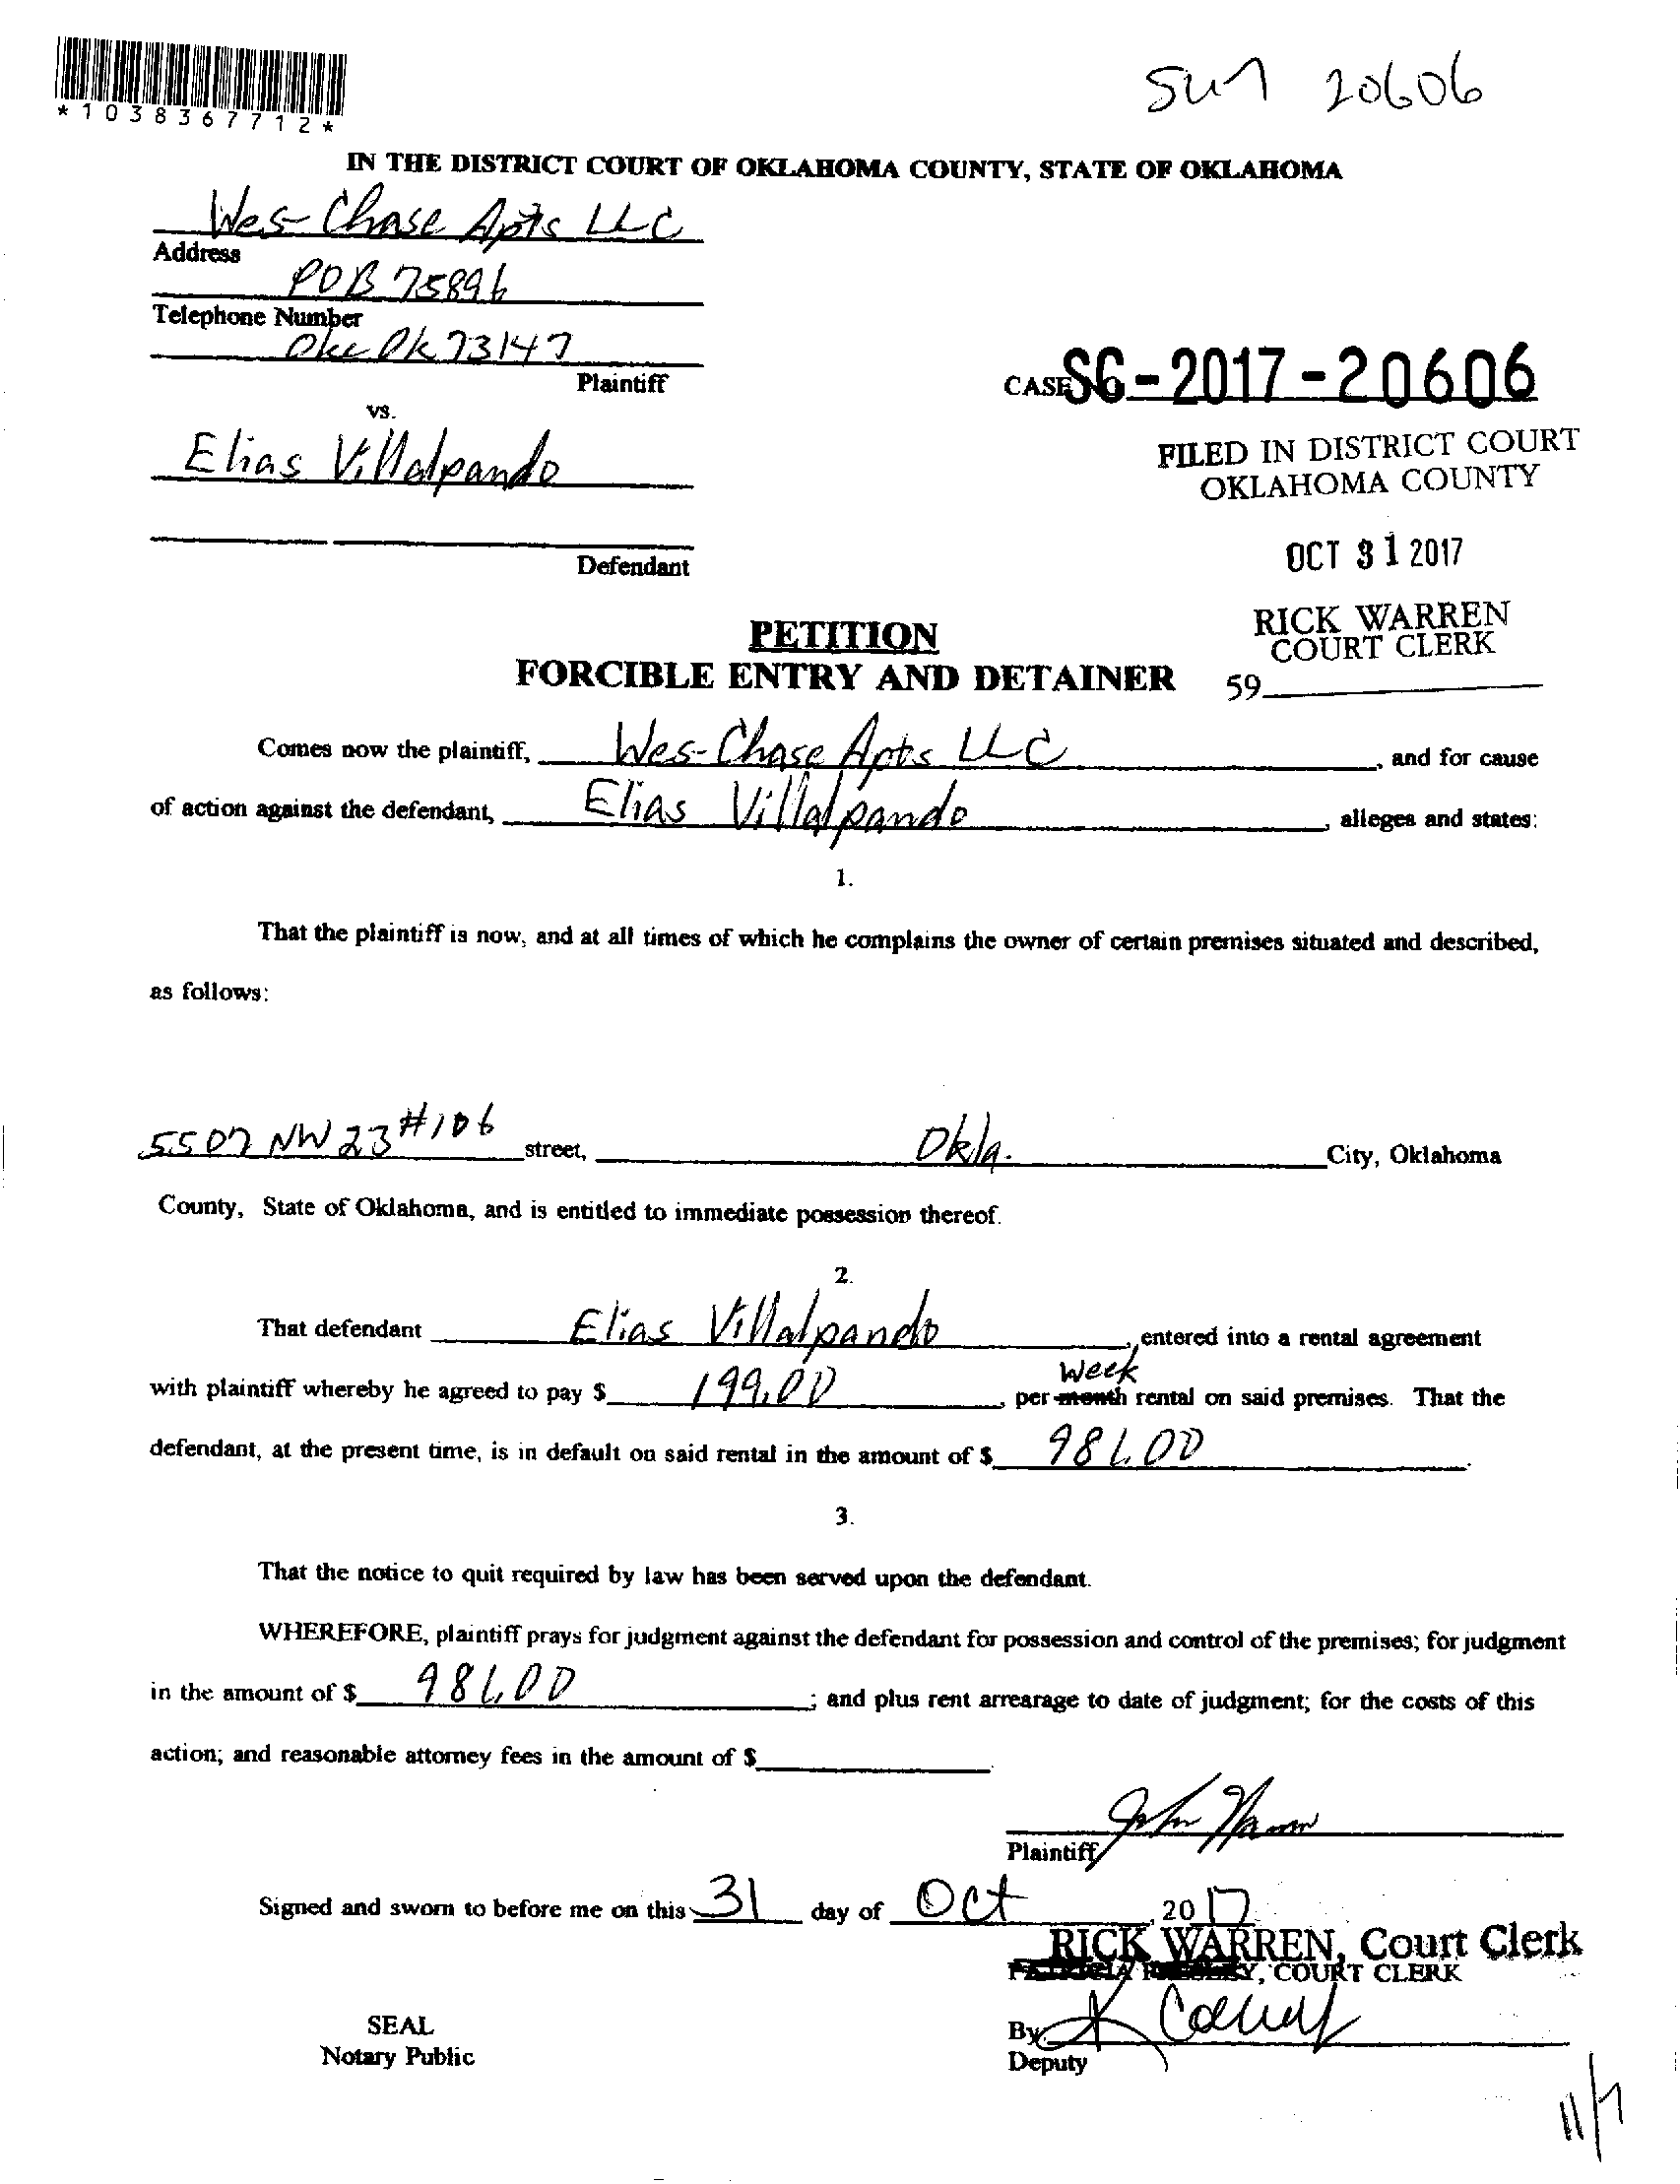 *1038367712*
SM 20606
IN THE DISTRICT COURT OF OKLAHOMA COUNTY, STATE OF OKLAHOMA
Wes-Chase Apts LLC
Address
POB 75896
Telephone Number
Okc Ok 73147
Plaintiff
CASE SC-2017-20606
vs.
Elias Villalpando
FILED IN DISTRICT COURT
OKLAHOMA COUNTY
OCT 31 2017
Defendant
RICK WARREN
COURT CLERK
59
PETITION
FORCIBLE ENTRY AND DETAINER
Comes now the plaintiff, Wes-Chase Apts LLC, and for cause
of action against the defendant, Elias Villalpando, alleges and states:
1.
That the plaintiff is now, and at all times of which he complains the owner of certain premises situated and described,
as follows:
5507 NW 23 #106 street, Okla. City, Oklahoma
County, State of Oklahoma, and is entitled to immediate possession thereof.
2.
That defendant Elias Villalpando, entered into a rental agreement
Week
with plaintiff whereby he agreed to pay $ 199.00, per month rental on said premises. That the
defendant, at the present time, is in default on said rental in the amount of $ 981.00.
3.
That the notice to quit required by law has been served upon the defendant.
WHEREFORE, plaintiff prays for judgment against the defendant for possession and control of the premises; for judgment
in the amount of $ 981.00; and plus rent arrearage to date of judgment; for the costs of this
action; and reasonable attorney fees in the amount of $
Plaintiff
Signed and sworn to before me on this 31 day of Oct, 2017
RICK WARREN, Court Clerk
COURT CLERK
SEAL
By
Notary Public
Deputy
11/7